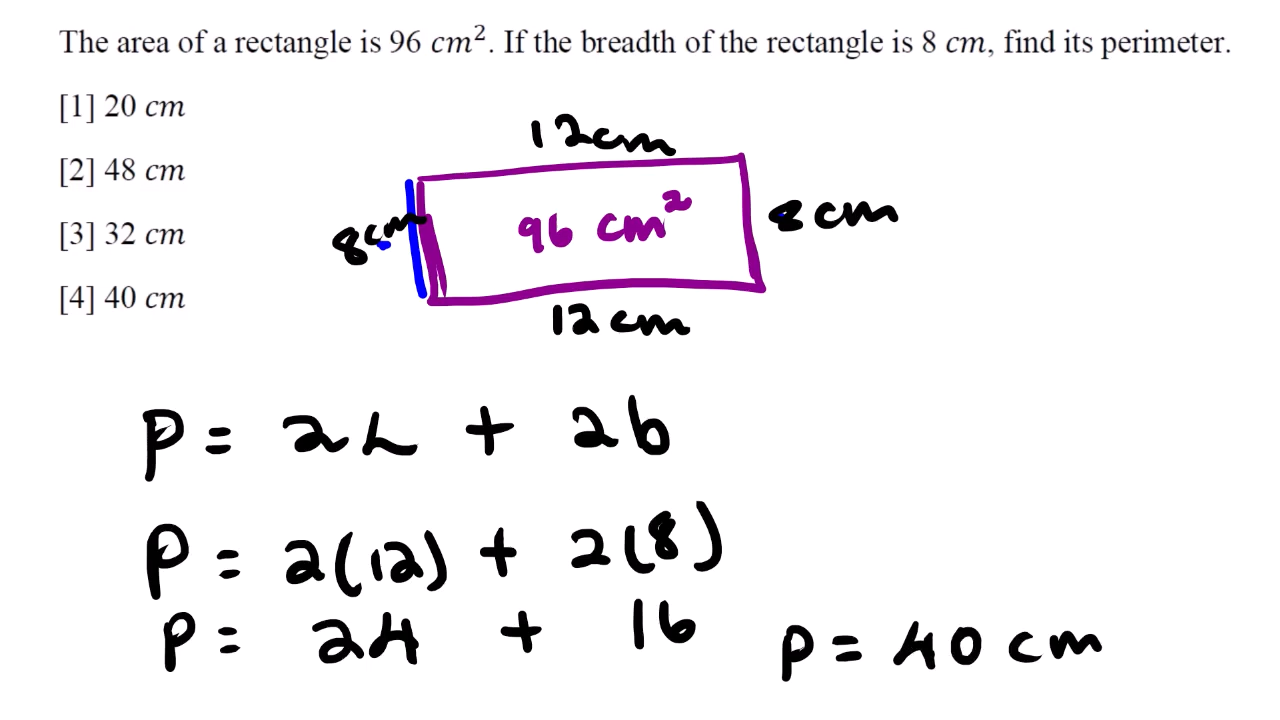 The area of a rectangle is 96 cm². If the breadth of the rectangle is 8 cm, find its perimeter.
[1] 20 cm
[2] 48 cm
[3] 32 cm
[4] 40 cm
12cm
8cm
96 cm²
8cm
12cm
P = 2L + 2b
P = 2(12) + 2(8)
P = 24 + 16
P = 40 cm